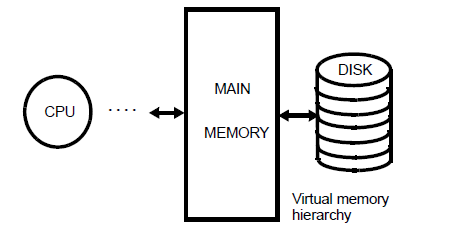 CPU
MAIN
MEMORY
DISK
Virtual memory
hierarchy